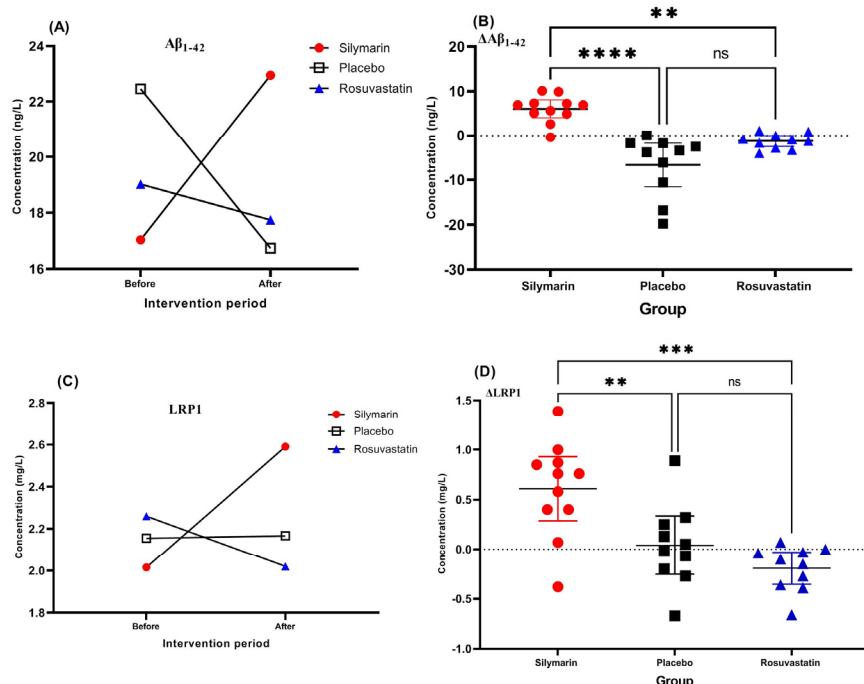 (A)
Aβ1-42
Silymarin
Placebo
Rosuvastatin
Concentration (ng/L)
24
22
20
18
16
Before
After
Intervention period
(B)
ΔAβ1-42
**
****
ns
Concentration (ng/L)
20
10
0
-10
-20
-30
Silymarin
Placebo
Rosuvastatin
Group
(C)
LRP1
Silymarin
Placebo
Rosuvastatin
Concentration (mg/L)
2.8
2.6
2.4
2.2
2.0
1.8
Before
After
Intervention period
(D)
ΔLRP1
***
**
ns
Concentration (mg/L)
1.5
1.0
0.5
0.0
-0.5
-1.0
Silymarin
Placebo
Rosuvastatin
Group